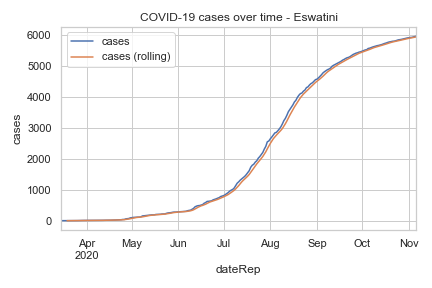 COVID-19 cases over time - Eswatini
cases
cases (rolling)
6000
5000
4000
3000
2000
1000
0
cases
Apr
2020
May
Jun
Jul
Aug
Sep
Oct
Nov
dateRep